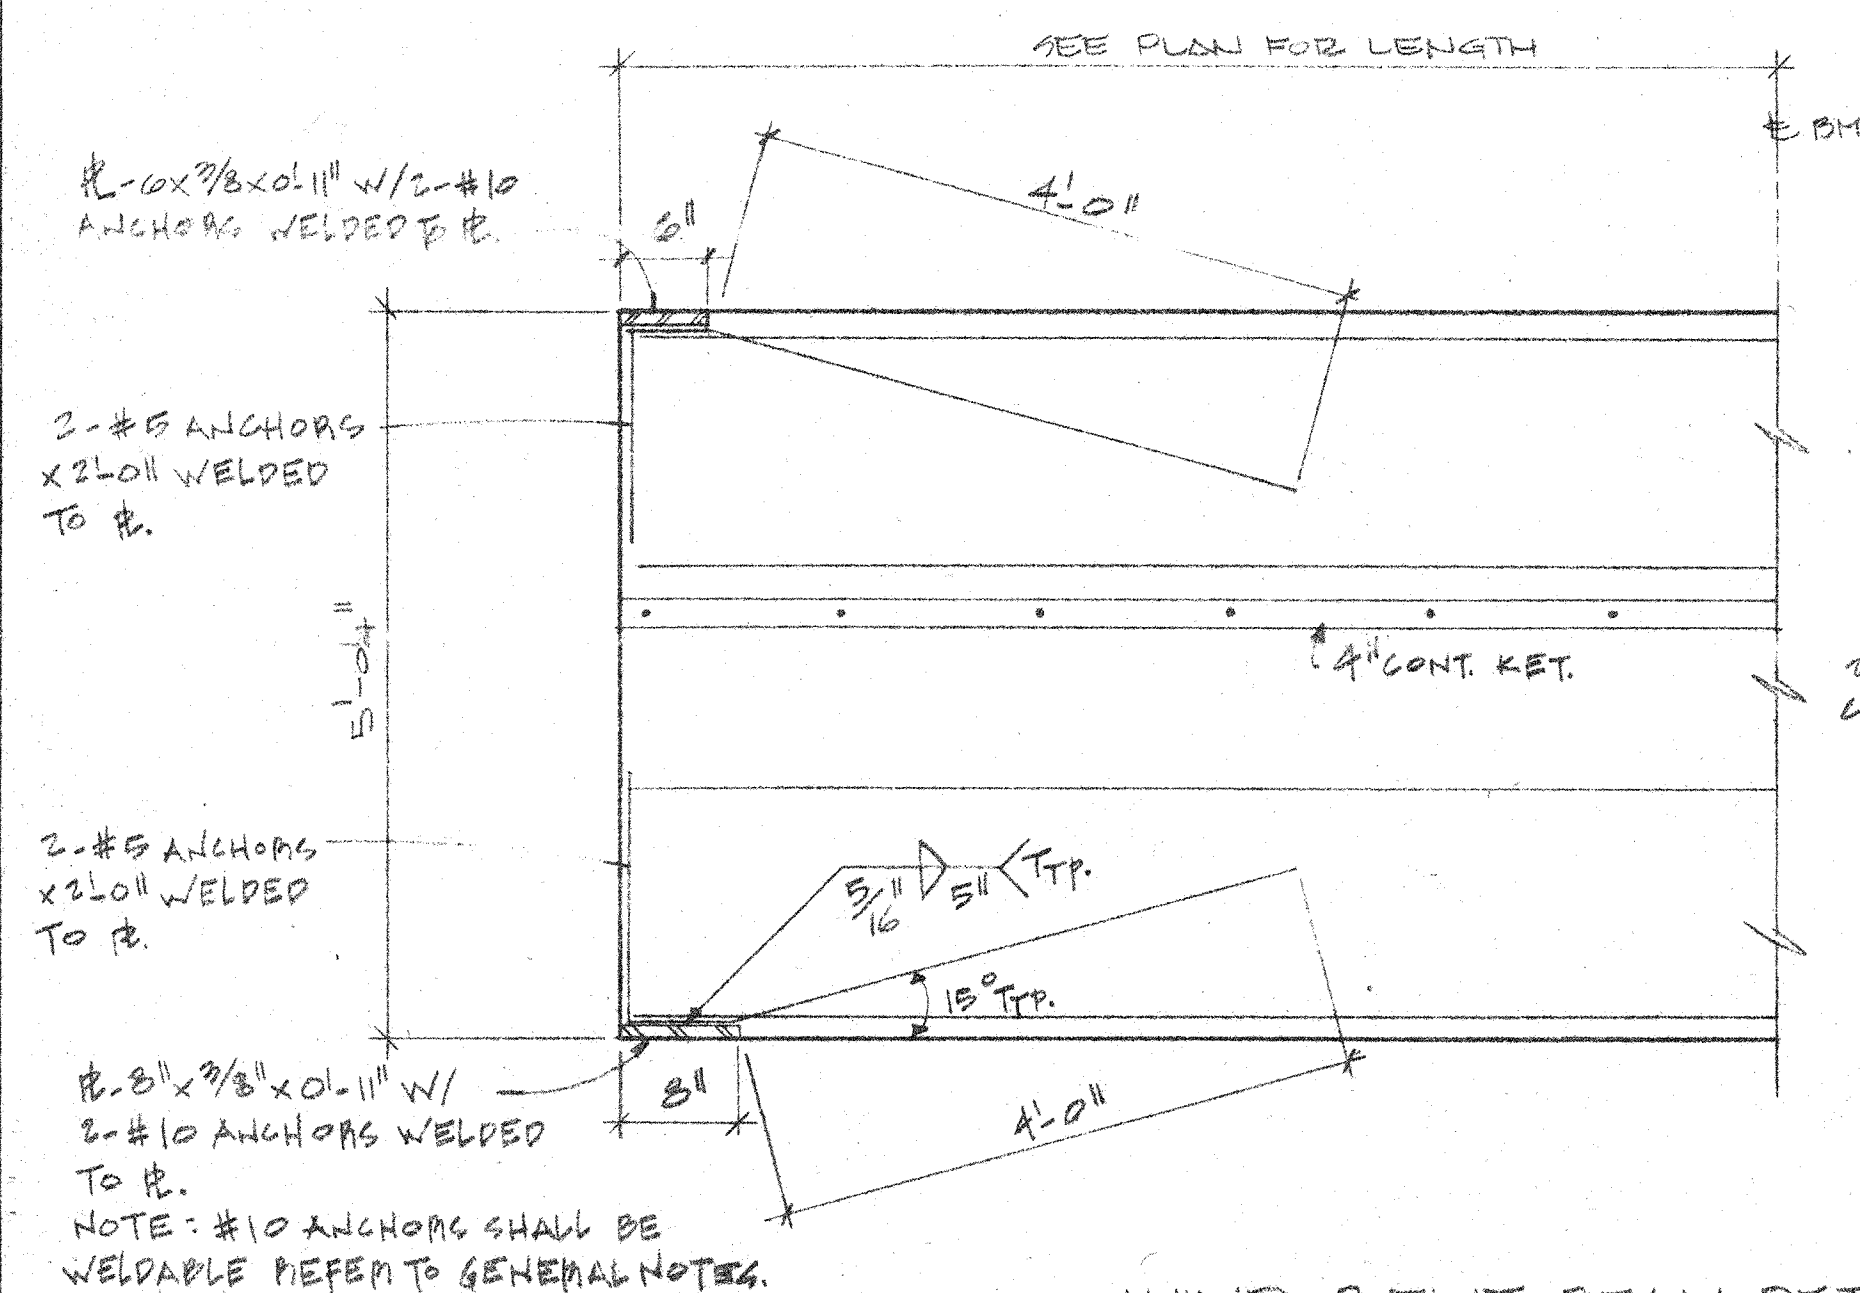 SEE PLAN FOR LENGTH
℄ BM
℄-6x3/8x0'-11" W/2-#10
ANCHORS WELDED TO ℄.
6"
4'-0"
2-#5 ANCHORS
x2'-0" WELDED
TO ℄.
5'-0 "
4" CONT. KEY.
2-#5 ANCHORS
x2'-0" WELDED
TO ℄.
5/16" 5" TYP.
15° TYP.
℄-8"x3/8"x0'-11" W/
2-#10 ANCHORS WELDED
TO ℄.
8"
4'-0"
NOTE: #10 ANCHORS SHALL BE
WELDABLE REFER TO GENERAL NOTES.